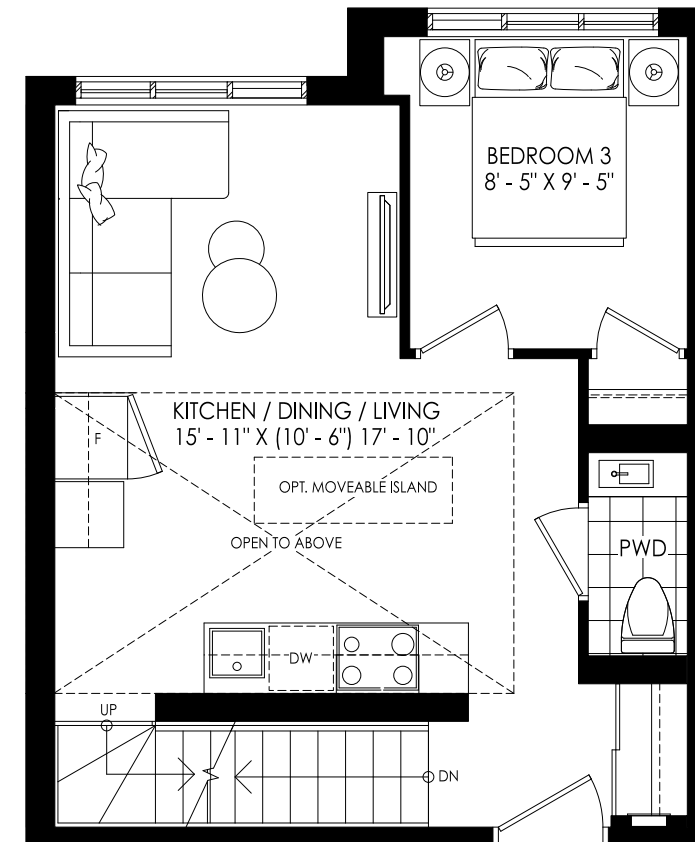 BEDROOM 3
8' - 5" X 9' - 5"
KITCHEN / DINING / LIVING
15' - 11" X (10' - 6") 17' - 10"
F
OPT. MOVEABLE ISLAND
OPEN TO ABOVE
PWD
DW
UP
DN